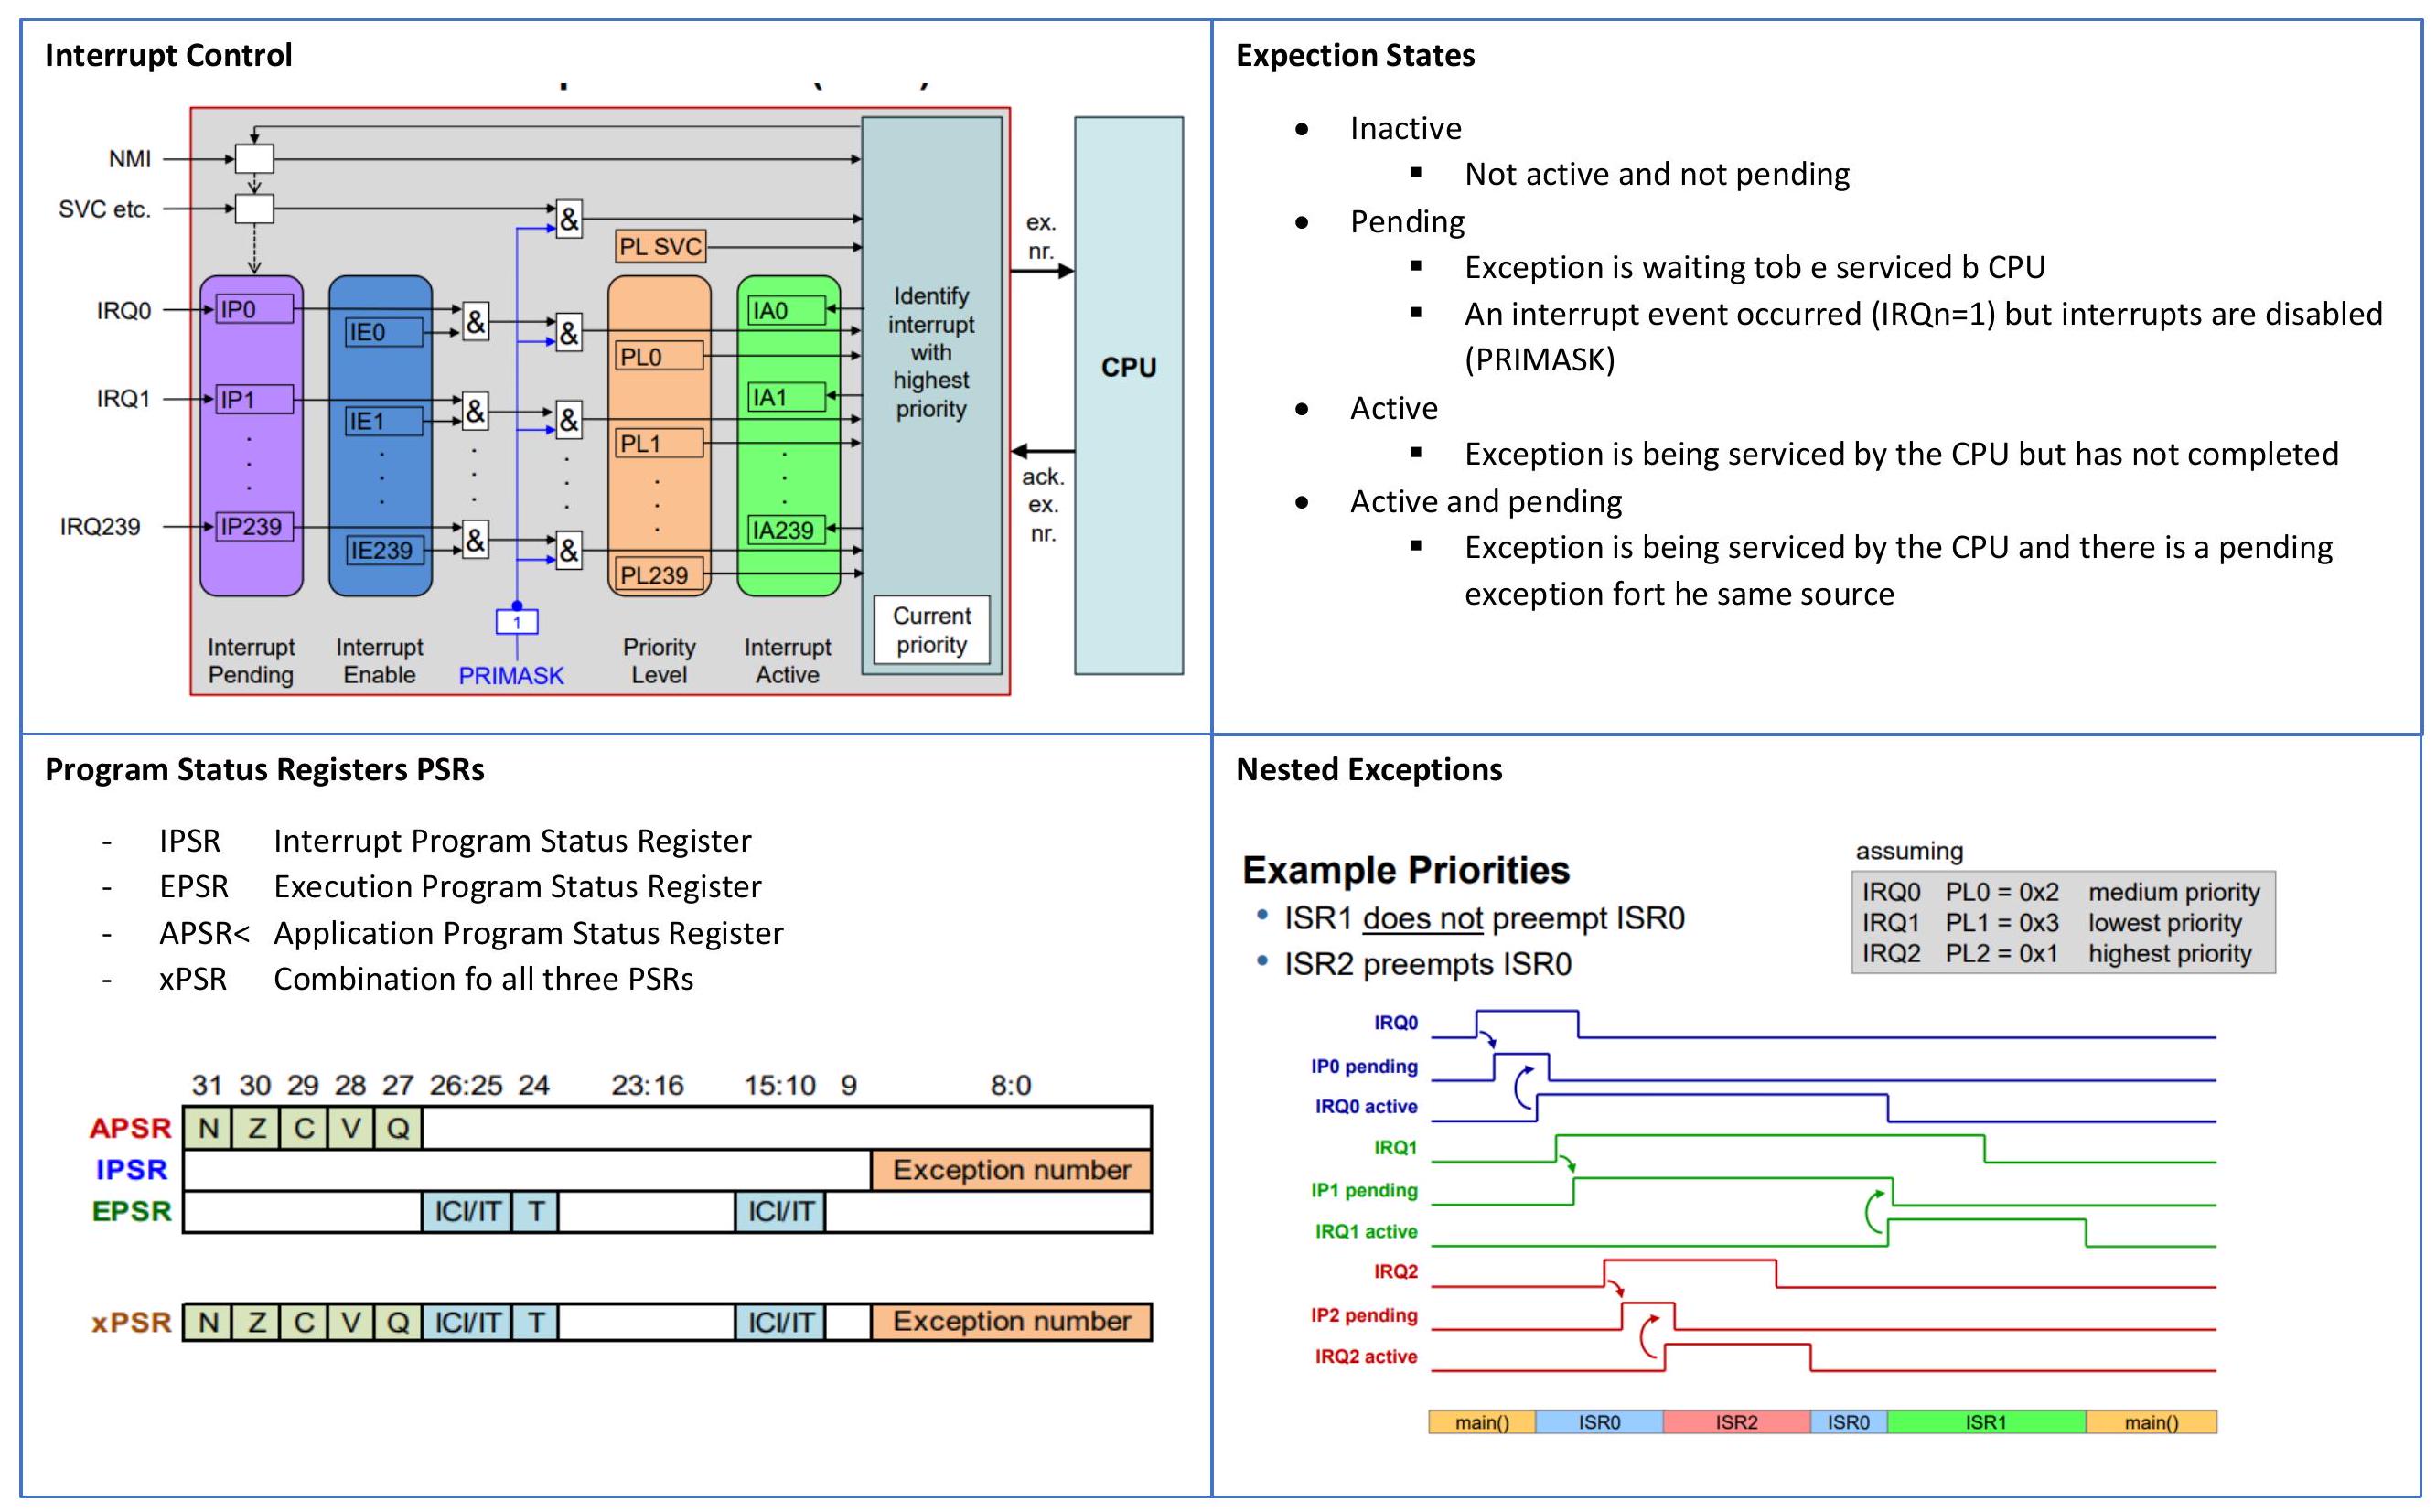 Interrupt Control
NMI
SVC etc.
IRQ0
IRQ1
IRQ239
IP0
IP1
.
.
.
IP239
IE0
IE1
.
.
.
IE239
&
&
&
&
.
.
.
&
&
&
.
.
.
1
PL SVC
PL0
PL1
.
.
.
PL239
IA0
IA1
.
.
.
IA239
Identify
interrupt
with
highest
priority
Current
priority
ex.
nr.
ack.
ex.
nr.
CPU
Interrupt
Pending
Interrupt
Enable
PRIMASK
Priority
Level
Interrupt
Active
Expection States
• Inactive
▪ Not active and not pending
• Pending
▪ Exception is waiting tob e serviced b CPU
▪ An interrupt event occurred (IRQn=1) but interrupts are disabled
(PRIMASK)
• Active
▪ Exception is being serviced by the CPU but has not completed
• Active and pending
▪ Exception is being serviced by the CPU and there is a pending
exception fort he same source
Program Status Registers PSRs
- IPSR Interrupt Program Status Register
- EPSR Execution Program Status Register
- APSR< Application Program Status Register
- xPSR Combination fo all three PSRs
31 30 29 28 27 26:25 24 23:16 15:10 9 8:0
APSR N Z C V Q
IPSR Exception number
EPSR ICI/IT T ICI/IT
xPSR N Z C V Q ICI/IT T ICI/IT Exception number
Nested Exceptions
Example Priorities
• ISR1 does not preempt ISR0
• ISR2 preempts ISR0
assuming
IRQ0 PL0 = 0x2 medium priority
IRQ1 PL1 = 0x3 lowest priority
IRQ2 PL2 = 0x1 highest priority
IRQ0
IP0 pending
IRQ0 active
IRQ1
IP1 pending
IRQ1 active
IRQ2
IP2 pending
IRQ2 active
main() ISR0 ISR2 ISR0 ISR1 main()